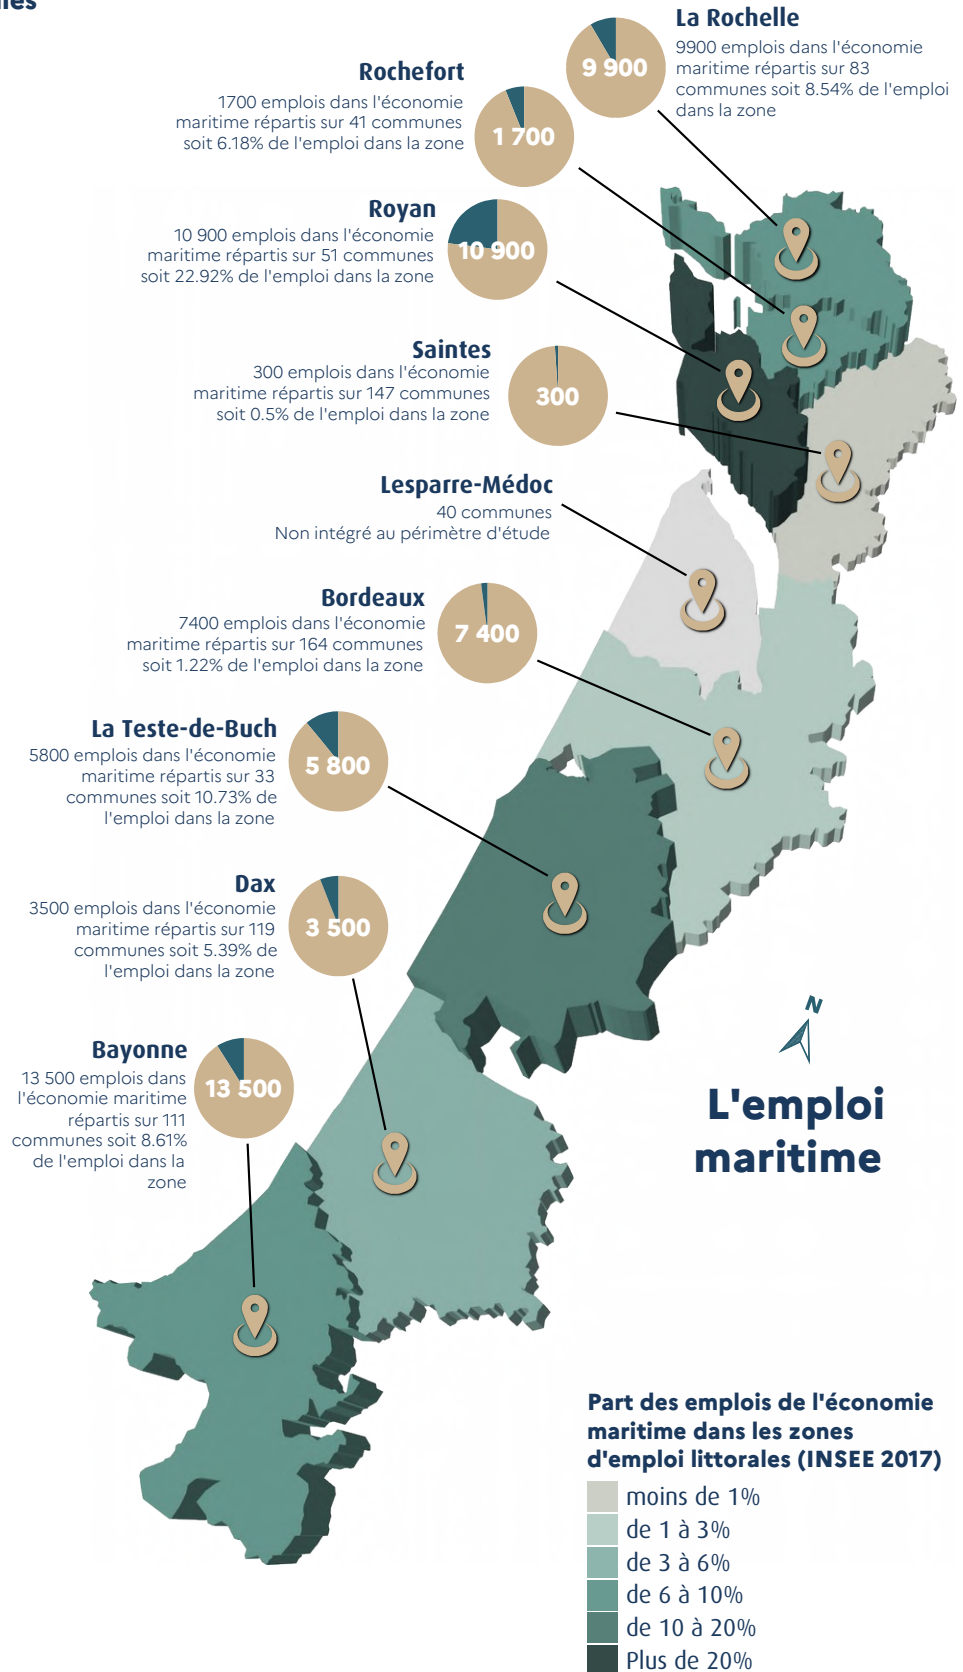 La Rochelle
9900 emplois dans l'économie
maritime répartis sur 83
communes soit 8.54% de l'emploi
dans la zone
9 900
Rochefort
1700 emplois dans l'économie
maritime répartis sur 41 communes
soit 6.18% de l'emploi dans la zone
1 700
Royan
10 900 emplois dans l'économie
maritime répartis sur 51 communes
soit 22.92% de l'emploi dans la zone
10 900
Saintes
300 emplois dans l'économie
maritime répartis sur 147 communes
soit 0.5% de l'emploi dans la zone
300
Lesparre-Médoc
40 communes
Non intégré au périmètre d'étude
Bordeaux
7400 emplois dans l'économie
maritime répartis sur 164 communes
soit 1.22% de l'emploi dans la zone
7 400
La Teste-de-Buch
5800 emplois dans l'économie
maritime répartis sur 33
communes soit 10.73% de
l'emploi dans la zone
5 800
Dax
3500 emplois dans l'économie
maritime répartis sur 119
communes soit 5.39% de
l'emploi dans la zone
3 500
Bayonne
13 500 emplois dans
l'économie maritime
répartis sur 111
communes soit 8.61%
de l'emploi dans la
zone
13 500
N
L'emploi
maritime
Part des emplois de l'économie
maritime dans les zones
d'emploi littorales (INSEE 2017)
moins de 1%
de 1 à 3%
de 3 à 6%
de 6 à 10%
de 10 à 20%
Plus de 20%